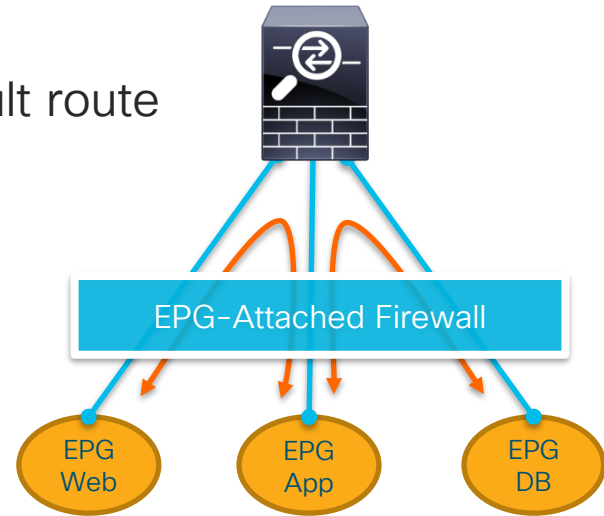 ult route
EPG-Attached Firewall
EPG
Web
EPG
App
EPG
DB